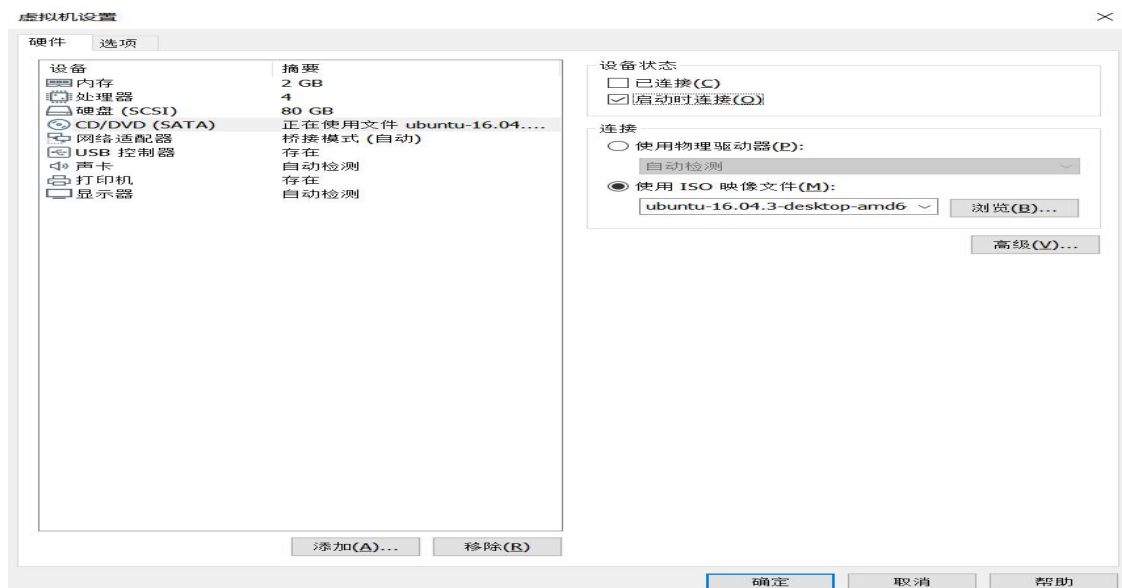 虚拟机设置
硬件 选项
设备 摘要
内存 2 GB
处理器 4
硬盘 (SCSI) 80 GB
CD/DVD (SATA) 正在使用文件 ubuntu-16.04....
网络适配器 桥接模式 (自动)
USB 控制器 存在
声卡 自动检测
打印机 存在
显示器 自动检测
添加(A)... 移除(R)
设备状态
已连接(C)
启动时连接(O)
连接
使用物理驱动器(P):
自动检测
使用 ISO 映像文件(M):
ubuntu-16.04.3-desktop-amd6 浏览(B)...
高级(V)...
确定 取消 帮助